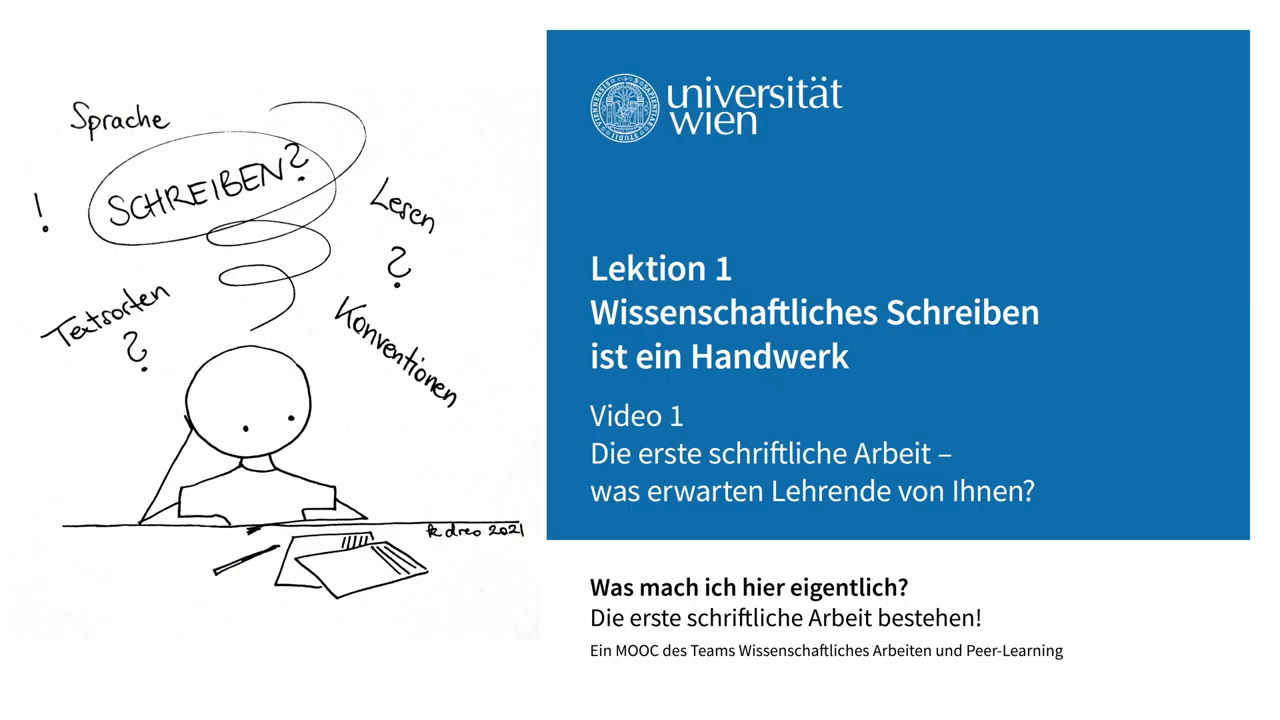 Sprache
SCHREIBEN?
!
Lesen
?
Textsorten
?
Konventionen
k dreo 2021
STUDII VIENNENSIS
universität
wien
Lektion 1
Wissenschaftliches Schreiben
ist ein Handwerk
Video 1
Die erste schriftliche Arbeit –
was erwarten Lehrende von Ihnen?
Was mach ich hier eigentlich?
Die erste schriftliche Arbeit bestehen!
Ein MOOC des Teams Wissenschaftliches Arbeiten und Peer-Learning